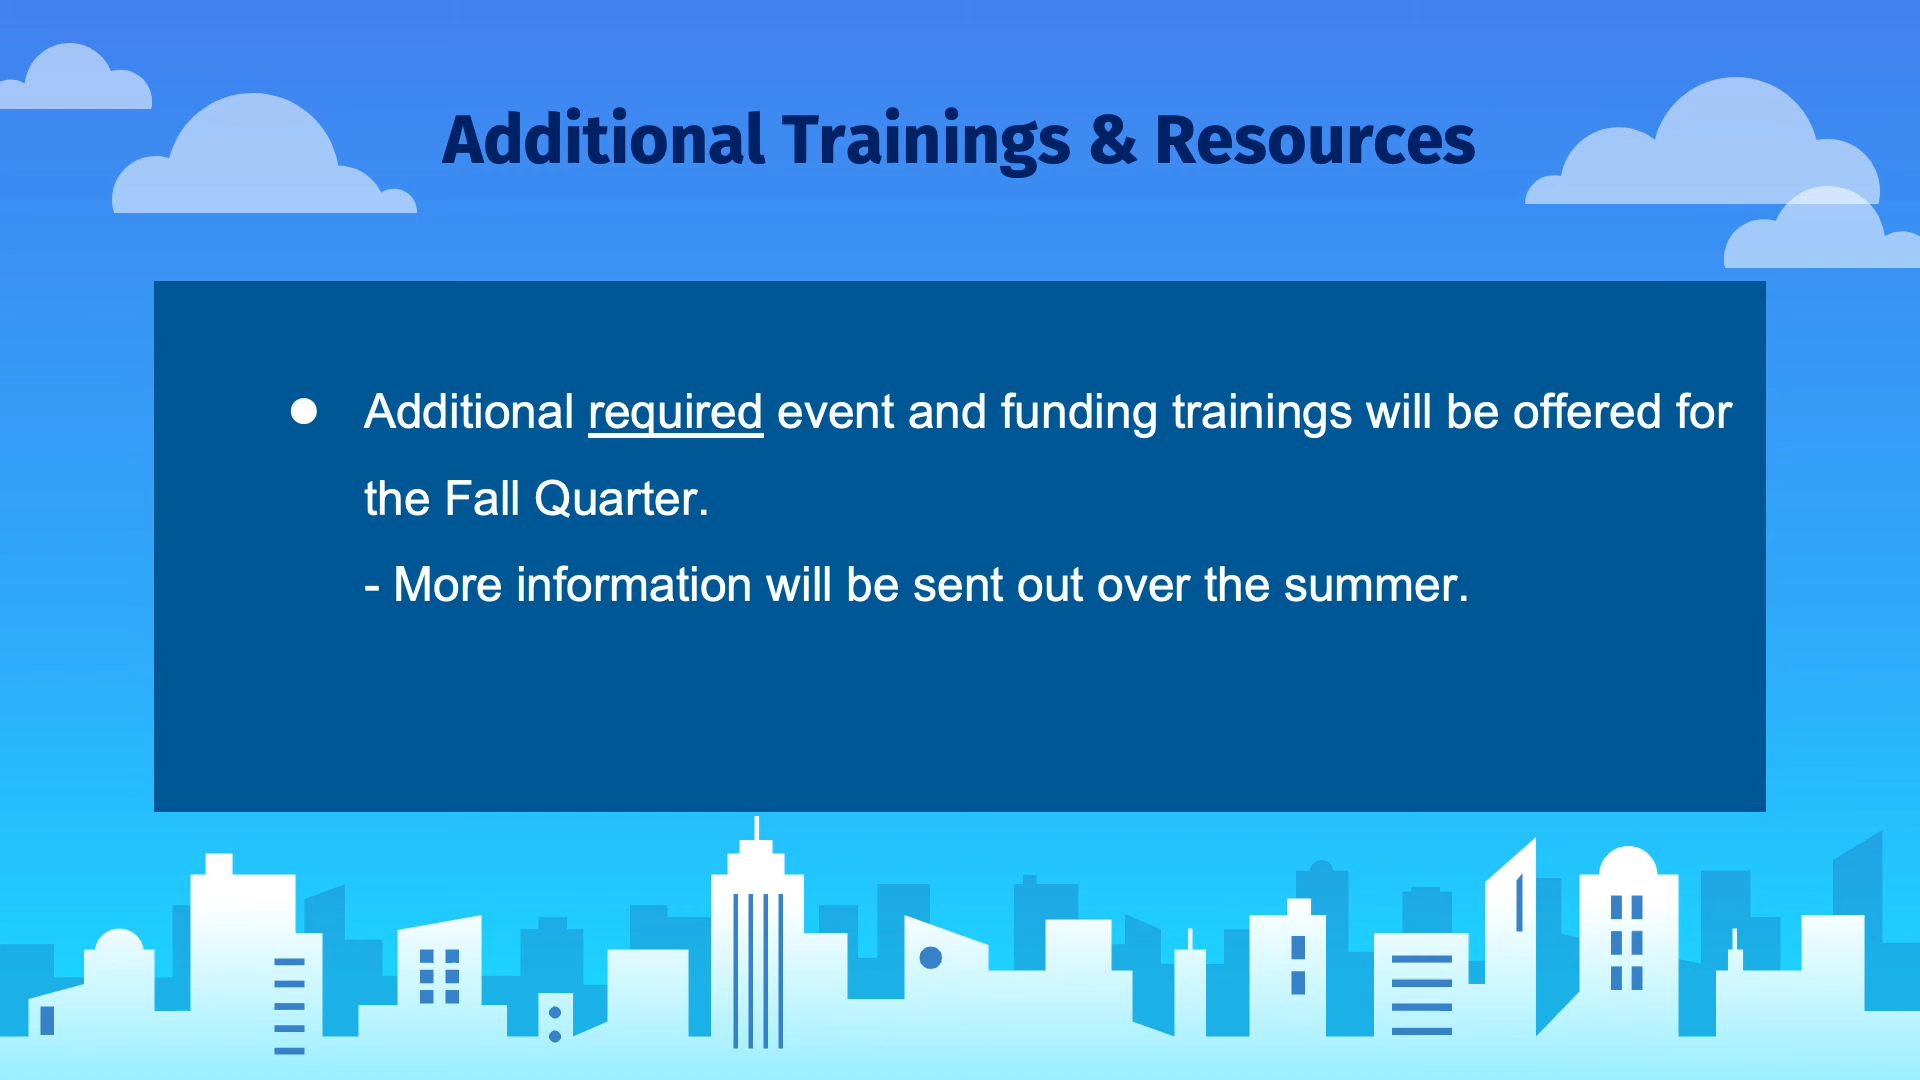 Additional Trainings & Resources
● Additional required event and funding trainings will be offered for
the Fall Quarter.
- More information will be sent out over the summer.